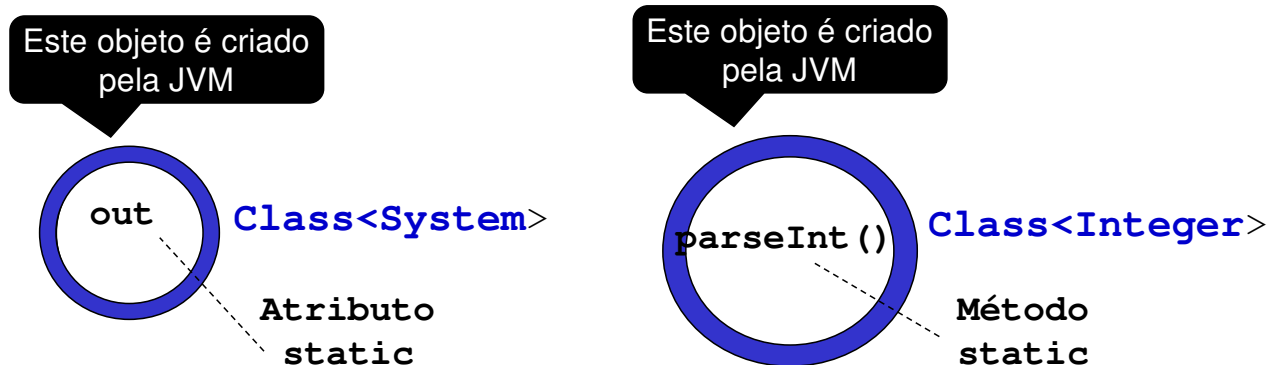 Este objeto é criado
pela JVM
out
Class<System>
Atributo
static
Este objeto é criado
pela JVM
parseInt()
Class<Integer>
Método
static